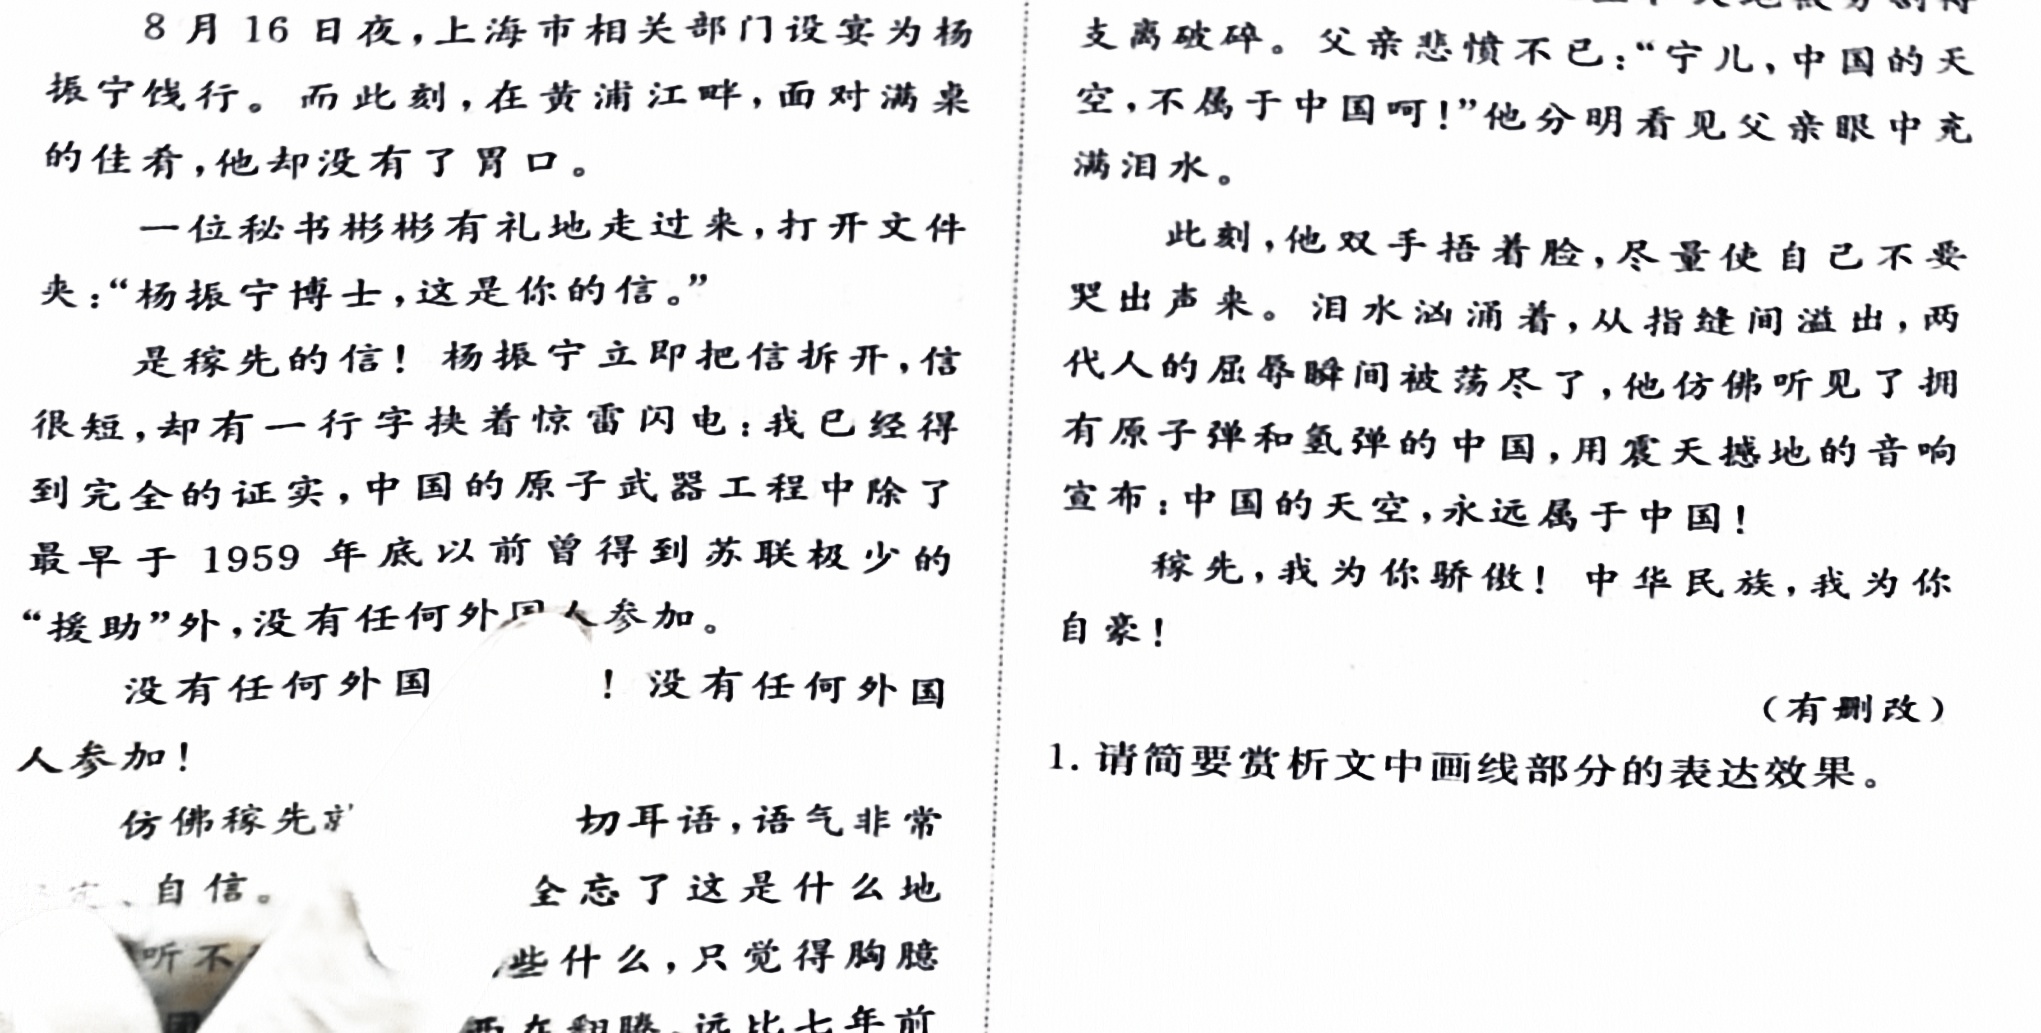 8月16日夜,上海市相关部门设宴为杨
振宁饯行。而此刻,在黄浦江畔,面对满桌
的佳肴,他却没有了胃口。
一位秘书彬彬有礼地走过来,打开文件
夹:“杨振宁博士,这是你的信。”
是稼先的信! 杨振宁立即把信拆开,信
很短,却有一行字挟着惊雷闪电:我已经得
到完全的证实,中国的原子武器工程中除了
最早于1959年底以前曾得到苏联极少的
“援助”外,没有任何外国人参加。
没有任何外国 ! 没有任何外国
人参加!
仿佛稼先 切耳语,语气非常
、自信。 全忘了这是什么地
听不 些什么,只觉得胸臆
在翻腾,远比七年前
支离破碎。父亲悲愤不已:“宁儿,中国的天
空,不属于中国呵!”他分明看见父亲眼中充
满泪水。
此刻,他双手捂着脸,尽量使自己不要
哭出声来。泪水汹涌着,从指缝间溢出,两
代人的屈辱瞬间被荡尽了,他仿佛听见了拥
有原子弹和氢弹的中国,用震天撼地的音响
宣布:中国的天空,永远属于中国!
稼先,我为你骄傲! 中华民族,我为你
自豪!
(有删改)
1. 请简要赏析文中画线部分的表达效果。